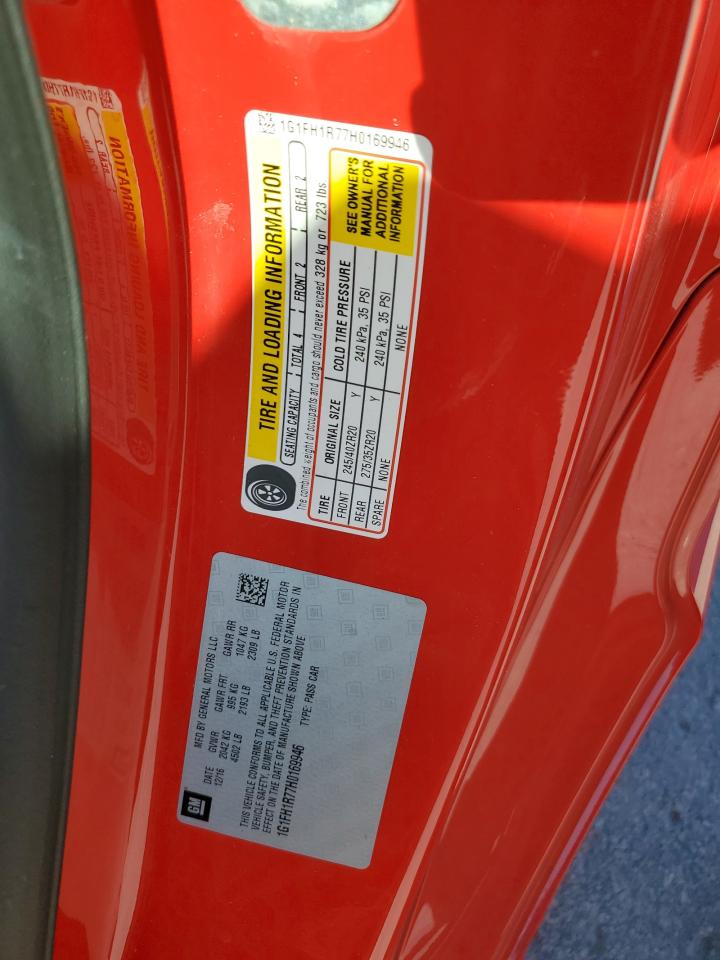 1G1FH1R77H0169946
TIRE AND LOADING INFORMATION
SEATING CAPACITY TOTAL 4 FRONT 2 REAR 2
The combined weight of occupants and cargo should never exceed 328 kg or 723 lbs
TIRE ORIGINAL SIZE COLD TIRE PRESSURE
FRONT 245/40ZR20 Y 240 kPa, 35 PSI
REAR 275/35ZR20 Y 240 kPa, 35 PSI
SPARE NONE NONE
SEE OWNER'S
MANUAL FOR
ADDITIONAL
INFORMATION
GM
MFD BY GENERAL MOTORS LLC
DATE GVWR GAWR FRT GAWR RR
12/16 2042 KG 995 KG 1047 KG
4502 LB 2193 LB 2309 LB
THIS VEHICLE CONFORMS TO ALL APPLICABLE U.S. FEDERAL MOTOR
VEHICLE SAFETY, BUMPER, AND THEFT PREVENTION STANDARDS IN
EFFECT ON THE DATE OF MANUFACTURE SHOWN ABOVE
1G1FH1R77H0169946 TYPE: PASS CAR